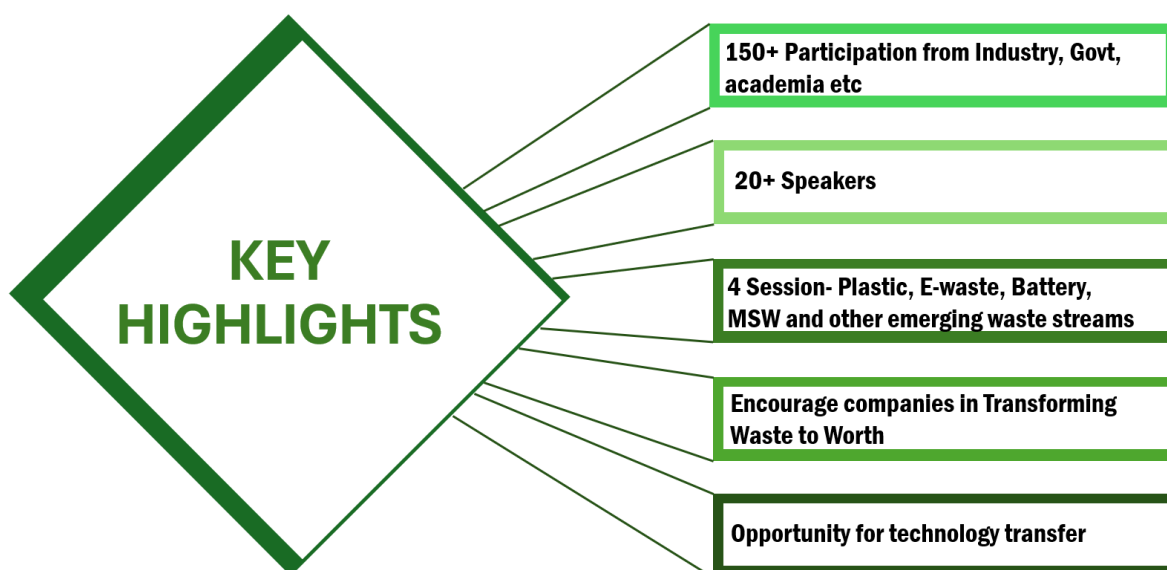 KEY
HIGHLIGHTS
150+ Participation from Industry, Govt,
academia etc
20+ Speakers
4 Session- Plastic, E-waste, Battery,
MSW and other emerging waste streams
Encourage companies in Transforming
Waste to Worth
Opportunity for technology transfer